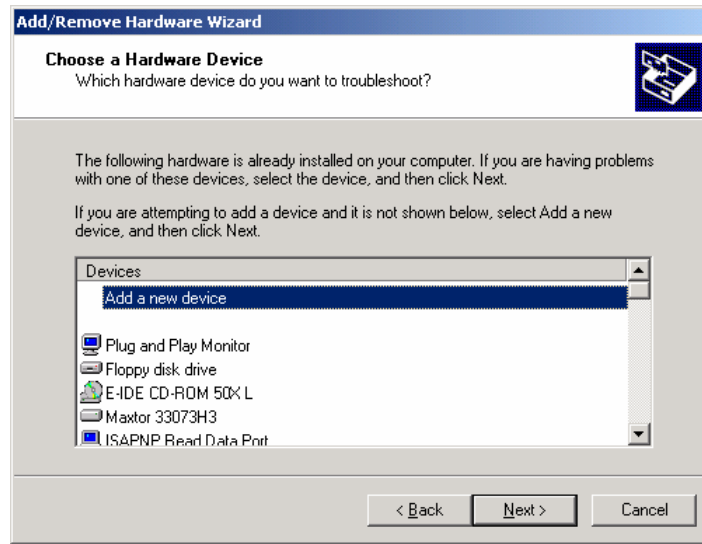 Add/Remove Hardware Wizard
Choose a Hardware Device
Which hardware device do you want to troubleshoot?
The following hardware is already installed on your computer. If you are having problems
with one of these devices, select the device, and then click Next.
If you are attempting to add a device and it is not shown below, select Add a new
device, and then click Next.
Devices
Add a new device
Plug and Play Monitor
Floppy disk drive
E-IDE CD-ROM 50X L
Maxtor 33073H3
ISAPNP Read Data Port
< Back
Next >
Cancel